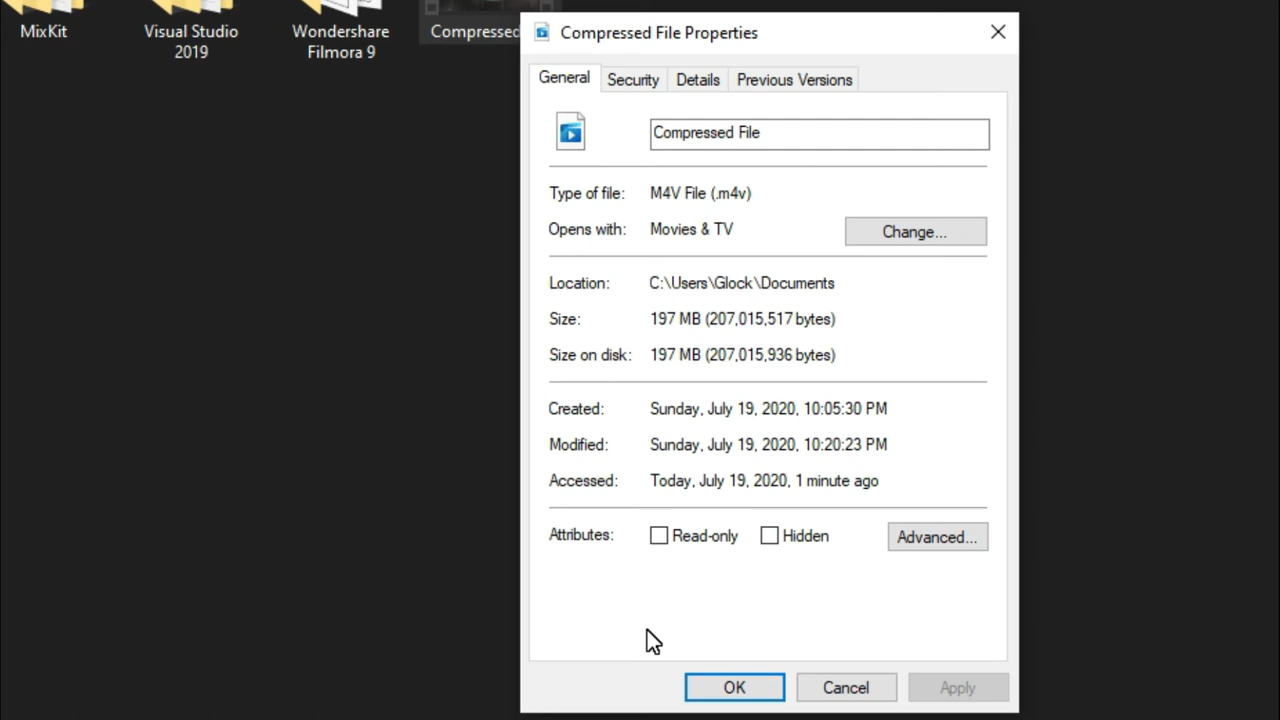 MixKit
Visual Studio
2019
Wondershare
Filmora 9
Compressed
Compressed File Properties
General
Security
Details
Previous Versions
Compressed File
Type of file: M4V File (.m4v)
Opens with: Movies & TV
Change...
Location: C:\Users\Glock\Documents
Size: 197 MB (207,015,517 bytes)
Size on disk: 197 MB (207,015,936 bytes)
Created: Sunday, July 19, 2020, 10:05:30 PM
Modified: Sunday, July 19, 2020, 10:20:23 PM
Accessed: Today, July 19, 2020, 1 minute ago
Attributes: Read-only Hidden
Advanced...
OK
Cancel
Apply